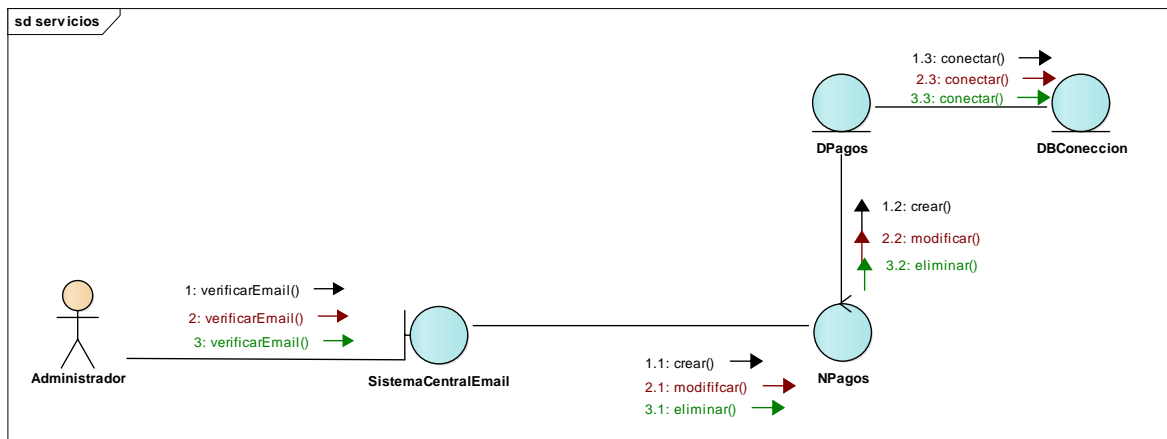 sd servicios
1.3: conectar()
2.3: conectar()
3.3: conectar()
DPagos
DBConeccion
1.2: crear()
2.2: modificar()
3.2: eliminar()
1: verificarEmail()
2: verificarEmail()
3: verificarEmail()
Administrador
SistemaCentralEmail
NPagos
1.1: crear()
2.1: modififcar()
3.1: eliminar()